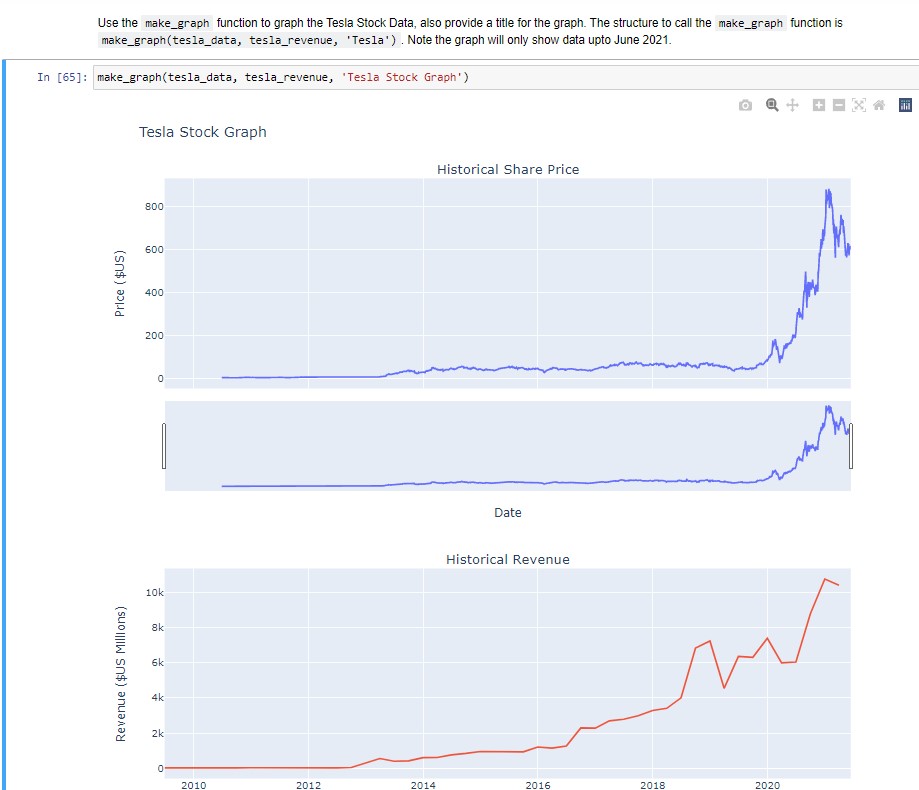 Use the make_graph function to graph the Tesla Stock Data, also provide a title for the graph. The structure to call the make_graph function is
make_graph(tesla_data, tesla_revenue, 'Tesla') . Note the graph will only show data upto June 2021.
In [65]: make_graph(tesla_data, tesla_revenue, 'Tesla Stock Graph')
Tesla Stock Graph
Historical Share Price
800
600
400
200
0
Price ($US)
Date
Historical Revenue
10k
8k
6k
4k
2k
0
Revenue ($US Millions)
2010 2012 2014 2016 2018 2020